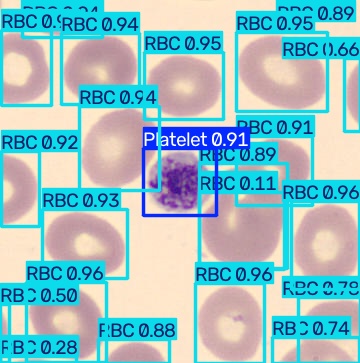 RBC 0.94
RBC 0.95
RBC 0.89
RBC 0.66
RBC 0.95
RBC 0.94
Platelet 0.91
RBC 0.91
RBC 0.92
RBC 0.89
RBC 0.11
RBC 0.93
RBC 0.96
RBC 0.96
RBC 0.96
RBC 0.78
RBC 0.50
RBC 0.88
RBC 0.74
RBC 0.28